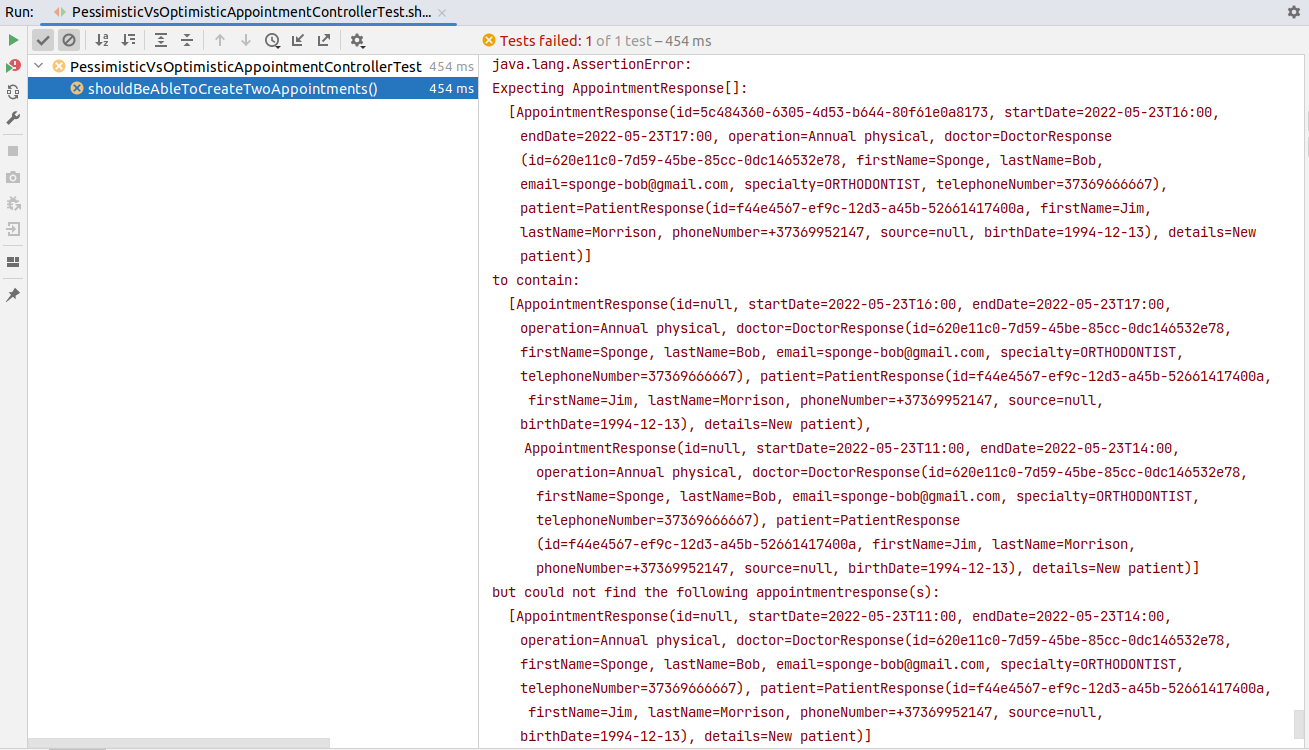 Run: PessimisticVsOptimisticAppointmentControllerTest.sh...
Tests failed: 1 of 1 test – 454 ms
PessimisticVsOptimisticAppointmentControllerTest 454 ms
shouldBeAbleToCreateTwoAppointments() 454 ms
java.lang.AssertionError:
Expecting AppointmentResponse[]:
[AppointmentResponse(id=5c484360-6305-4d53-b644-80f61e0a8173, startDate=2022-05-23T16:00,
endDate=2022-05-23T17:00, operation=Annual physical, doctor=DoctorResponse
(id=620e11c0-7d59-45be-85cc-0dc146532e78, firstName=Sponge, lastName=Bob,
email=sponge-bob@gmail.com, specialty=ORTHODONTIST, telephoneNumber=37369666667),
patient=PatientResponse(id=f44e4567-ef9c-12d3-a45b-52661417400a, firstName=Jim,
lastName=Morrison, phoneNumber=+37369952147, source=null, birthDate=1994-12-13), details=New
patient)]
to contain:
[AppointmentResponse(id=null, startDate=2022-05-23T16:00, endDate=2022-05-23T17:00,
operation=Annual physical, doctor=DoctorResponse(id=620e11c0-7d59-45be-85cc-0dc146532e78,
firstName=Sponge, lastName=Bob, email=sponge-bob@gmail.com, specialty=ORTHODONTIST,
telephoneNumber=37369666667), patient=PatientResponse(id=f44e4567-ef9c-12d3-a45b-52661417400a,
firstName=Jim, lastName=Morrison, phoneNumber=+37369952147, source=null,
birthDate=1994-12-13), details=New patient),
AppointmentResponse(id=null, startDate=2022-05-23T11:00, endDate=2022-05-23T14:00,
operation=Annual physical, doctor=DoctorResponse(id=620e11c0-7d59-45be-85cc-0dc146532e78,
firstName=Sponge, lastName=Bob, email=sponge-bob@gmail.com, specialty=ORTHODONTIST,
telephoneNumber=37369666667), patient=PatientResponse
(id=f44e4567-ef9c-12d3-a45b-52661417400a, firstName=Jim, lastName=Morrison,
phoneNumber=+37369952147, source=null, birthDate=1994-12-13), details=New patient)]
but could not find the following appointmentresponse(s):
[AppointmentResponse(id=null, startDate=2022-05-23T11:00, endDate=2022-05-23T14:00,
operation=Annual physical, doctor=DoctorResponse(id=620e11c0-7d59-45be-85cc-0dc146532e78,
firstName=Sponge, lastName=Bob, email=sponge-bob@gmail.com, specialty=ORTHODONTIST,
telephoneNumber=37369666667), patient=PatientResponse(id=f44e4567-ef9c-12d3-a45b-52661417400a,
firstName=Jim, lastName=Morrison, phoneNumber=+37369952147, source=null,
birthDate=1994-12-13), details=New patient)]